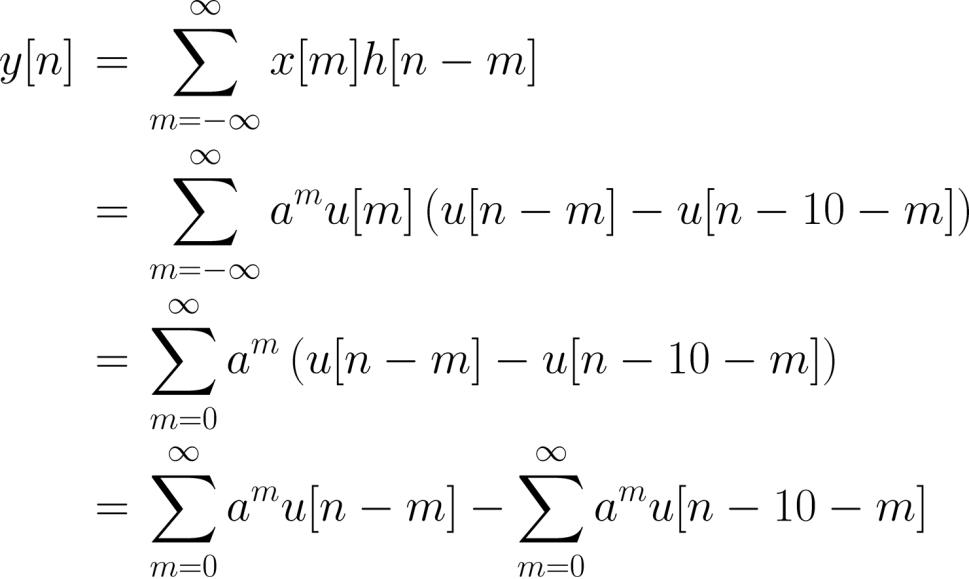 y[n] = \sum_{m=-\infty}^{\infty} x[m]h[n-m]
= \sum_{m=-\infty}^{\infty} a^m u[m] (u[n-m] - u[n-10-m])
= \sum_{m=0}^{\infty} a^m (u[n-m] - u[n-10-m])
= \sum_{m=0}^{\infty} a^m u[n-m] - \sum_{m=0}^{\infty} a^m u[n-10-m]